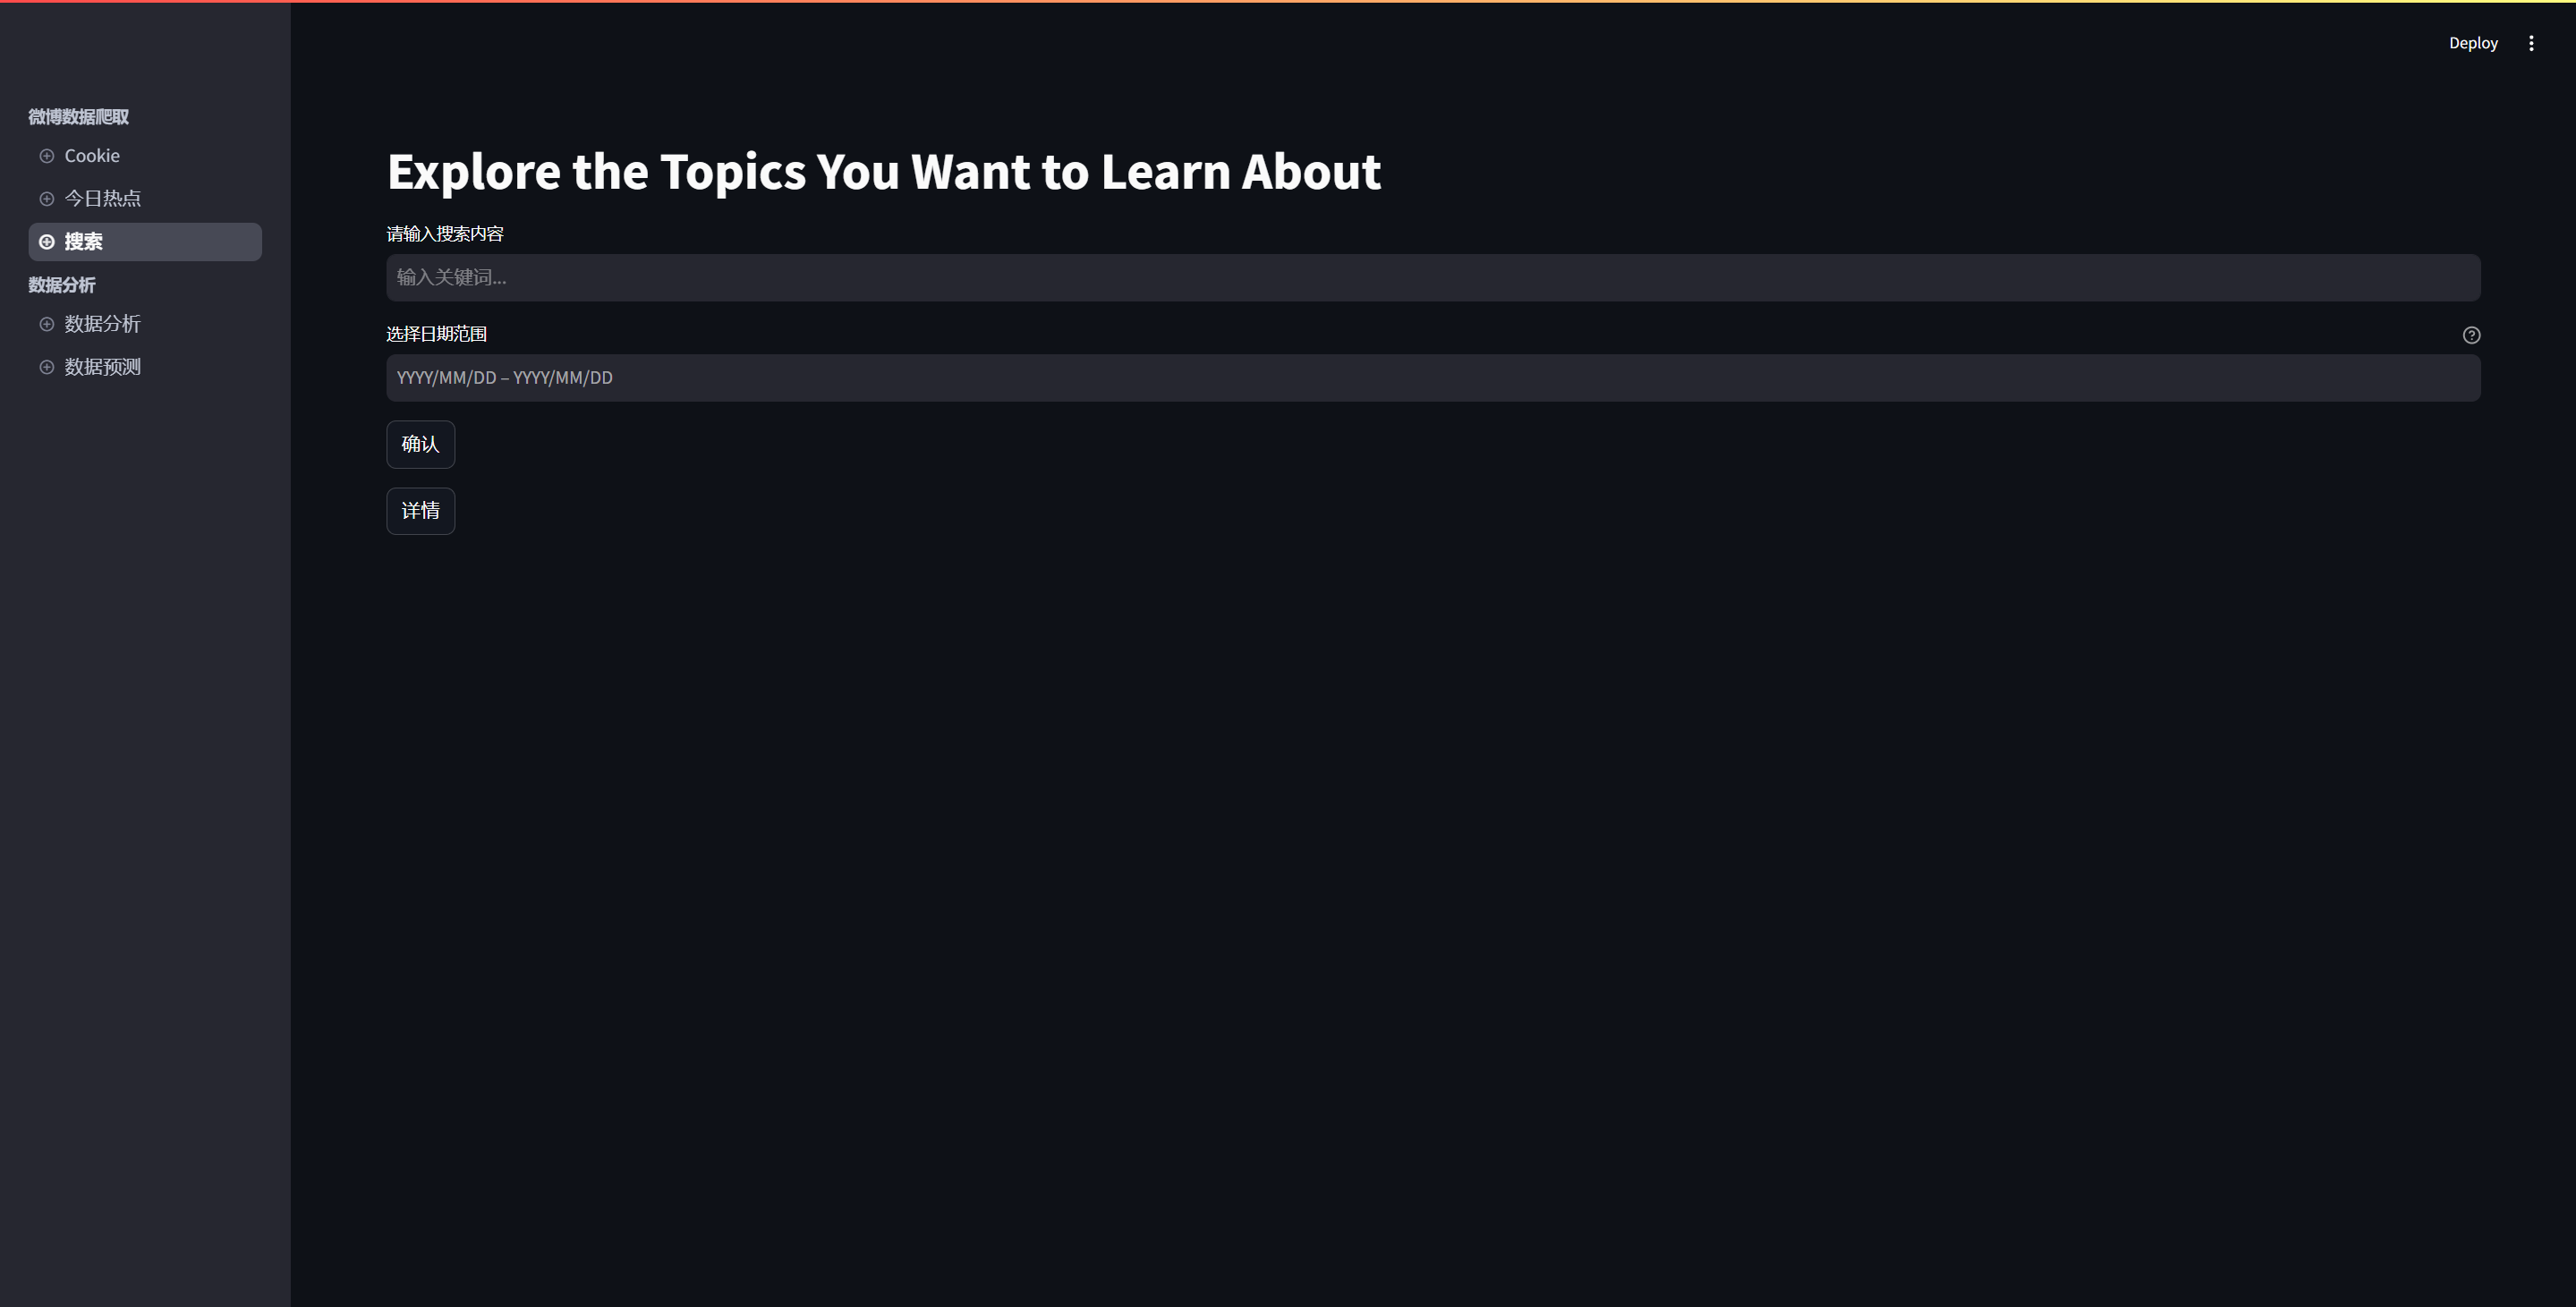 Deploy
微博数据爬取
Cookie
今日热点
搜索
数据分析
数据分析
数据预测
Explore the Topics You Want to Learn About
请输入搜索内容
输入关键词...
选择日期范围
YYYY/MM/DD – YYYY/MM/DD
确认
详情